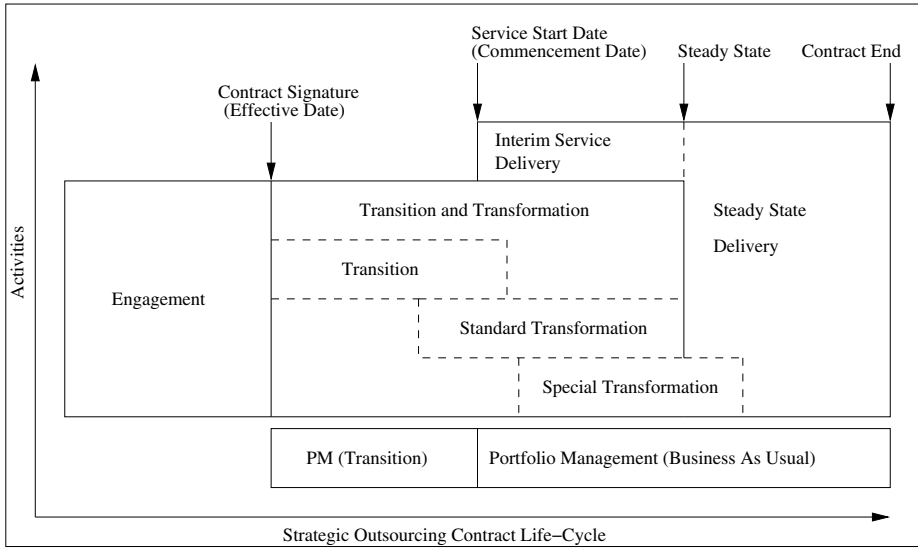 Service Start Date
(Commencement Date)
Steady State
Contract End
Contract Signature
(Effective Date)
Interim Service
Delivery
Transition and Transformation
Steady State
Delivery
Transition
Engagement
Standard Transformation
Special Transformation
PM (Transition)
Portfolio Management (Business As Usual)
Activities
Strategic Outsourcing Contract Life−Cycle